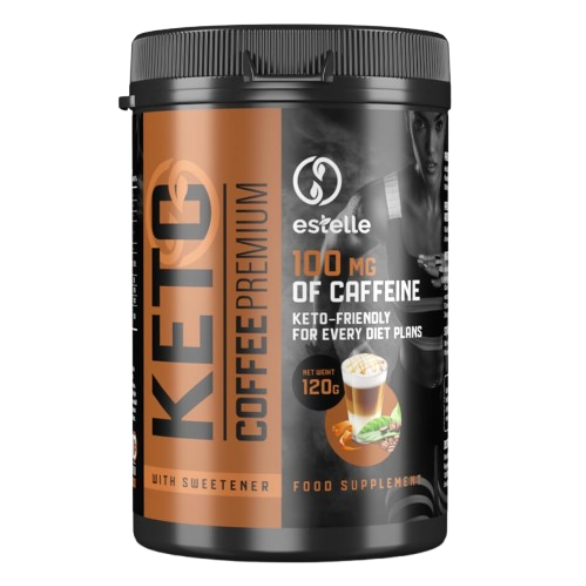 KETO
COFFEE PREMIUM
WITH SWEETENER
estelle
100 MG
OF CAFFEINE
KETO-FRIENDLY
FOR EVERY DIET PLANS
NET WEIGHT
120G
FOOD SUPPLEMENT